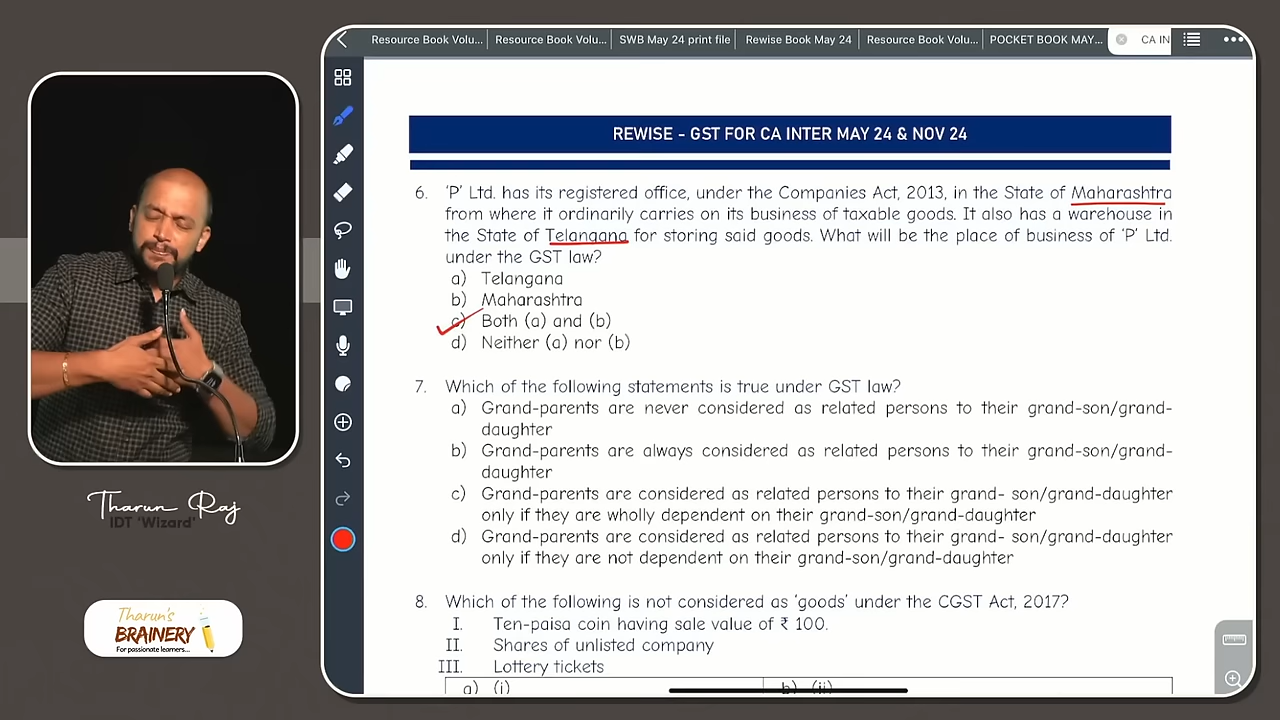 Resource Book Volu...
Resource Book Volu...
SWB May 24 print file
Rewise Book May 24
Resource Book Volu...
POCKET BOOK MAY...
CA IN
REWISE - GST FOR CA INTER MAY 24 & NOV 24
6. ‘P’ Ltd. has its registered office, under the Companies Act, 2013, in the State of Maharashtra
from where it ordinarily carries on its business of taxable goods. It also has a warehouse in
the State of Telangana for storing said goods. What will be the place of business of ‘P’ Ltd.
under the GST law?
a) Telangana
b) Maharashtra
c) Both (a) and (b)
d) Neither (a) nor (b)
7. Which of the following statements is true under GST law?
a) Grand-parents are never considered as related persons to their grand-son/grand-
daughter
b) Grand-parents are always considered as related persons to their grand-son/grand-
daughter
c) Grand-parents are considered as related persons to their grand- son/grand-daughter
only if they are wholly dependent on their grand-son/grand-daughter
d) Grand-parents are considered as related persons to their grand- son/grand-daughter
only if they are not dependent on their grand-son/grand-daughter
8. Which of the following is not considered as ‘goods’ under the CGST Act, 2017?
I. Ten-paisa coin having sale value of ₹ 100.
II. Shares of unlisted company
III. Lottery tickets
a) (i)
b) (ii)
Tharun Raj
IDT 'Wizard'
Tharun's
BRAINERY
For passionate learners...